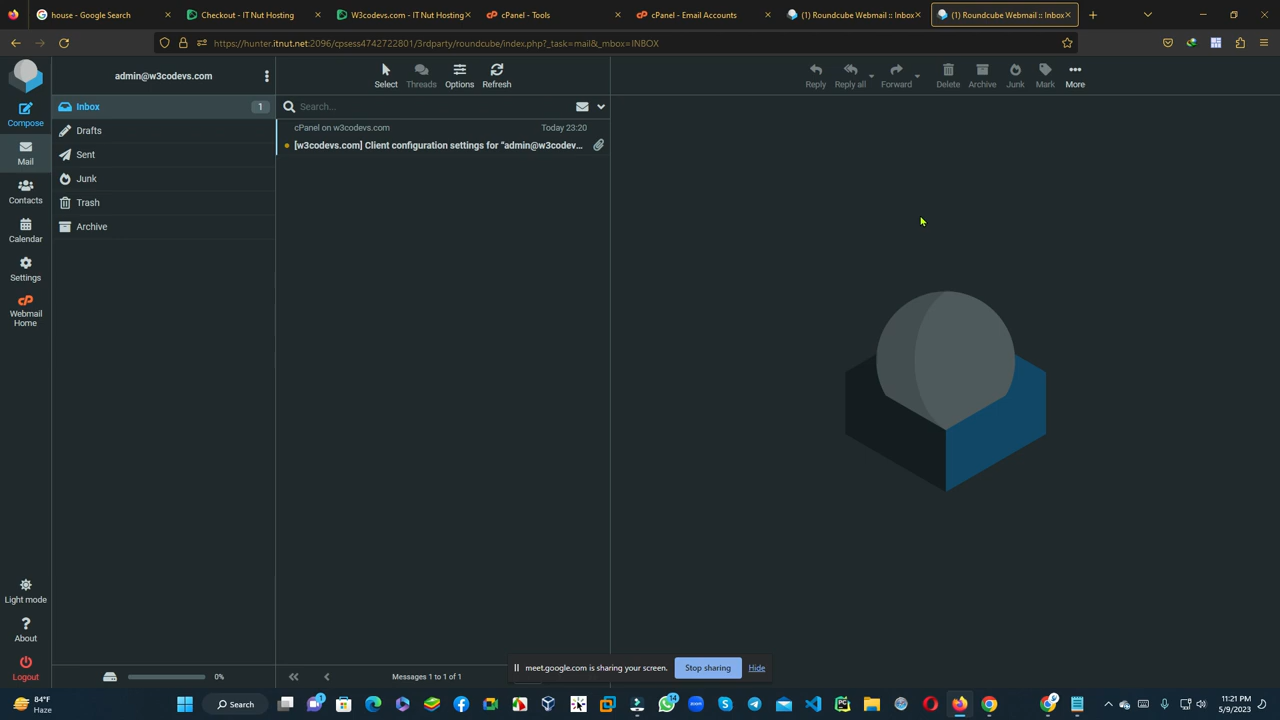 house - Google Search
Checkout - IT Nut Hosting
W3codevs.com - IT Nut Hosting
cPanel - Tools
cPanel - Email Accounts
(1) Roundcube Webmail :: Inbox
(1) Roundcube Webmail :: Inbox
https://hunter.itnut.net:2096/cpsess4742722801/3rdparty/roundcube/index.php?_task=mail&_mbox=INBOX
admin@w3codevs.com
Select
Threads
Options
Refresh
Reply
Reply all
Forward
Delete
Archive
Junk
Mark
More
Compose
Mail
Contacts
Calendar
Settings
Webmail
Home
Inbox 1
Drafts
Sent
Junk
Trash
Archive
Search...
cPanel on w3codevs.com Today 23:20
[w3codevs.com] Client configuration settings for "admin@w3codev...
Light mode
About
Logout
0%
Messages 1 to 1 of 1
meet.google.com is sharing your screen. Stop sharing Hide
84°F
Haze
Search
1
14
zoom
PC
11:21 PM
5/9/2023